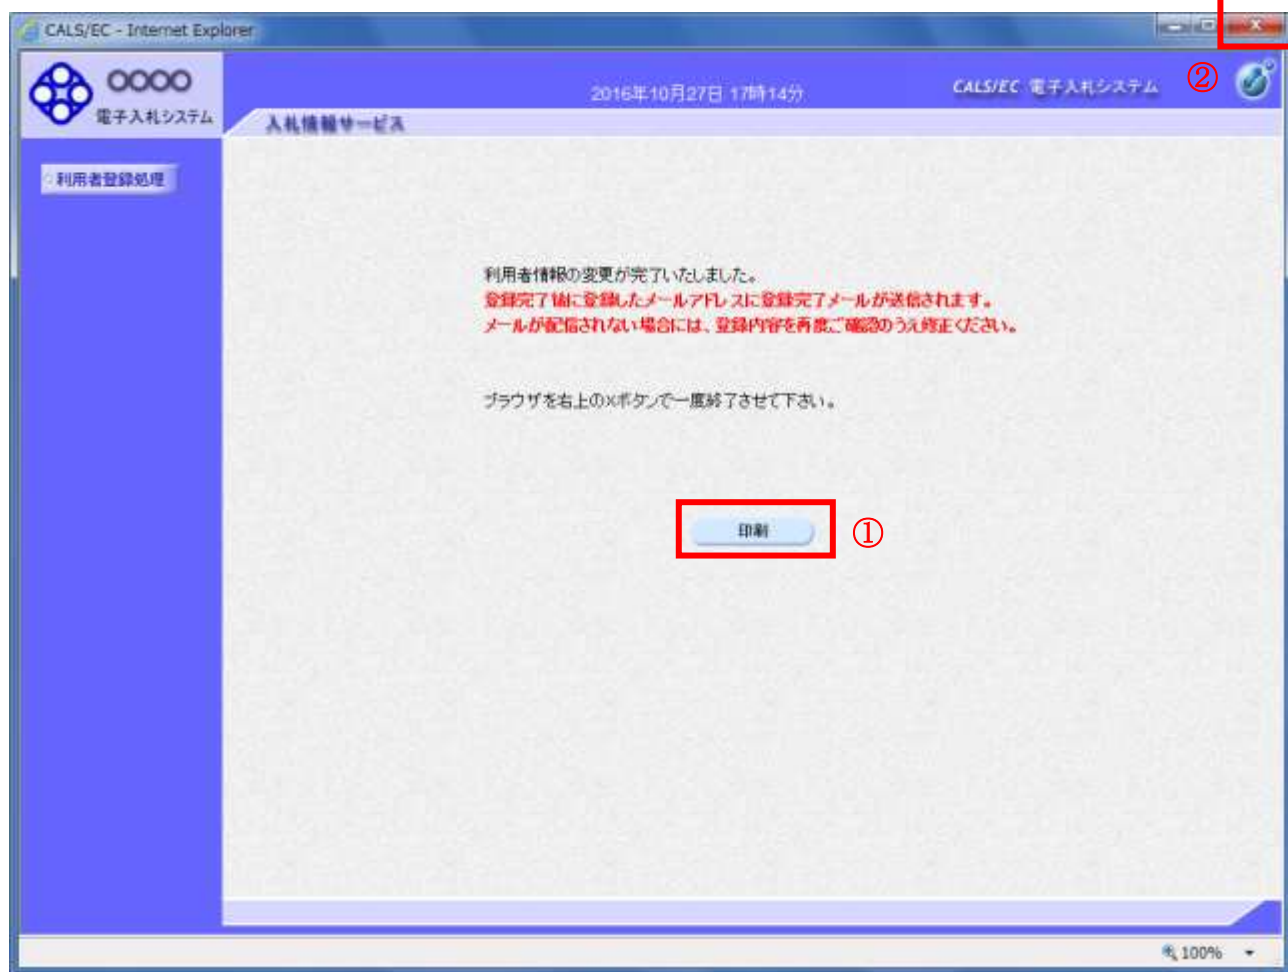 CALS/EC - Internet Explorer
○○○○
電子入札システム
2016年10月27日 17時14分
CALS/EC 電子入札システム
②
入札情報サービス
利用者登録処理
利用者情報の変更が完了いたしました。
登録完了後に登録したメールアドレスに登録完了メールが送信されます。
メールが配信されない場合には、登録内容を再度ご確認のうえ修正ください。
ブラウザを右上の×ボタンで一度終了させて下さい。
印刷
①
100%